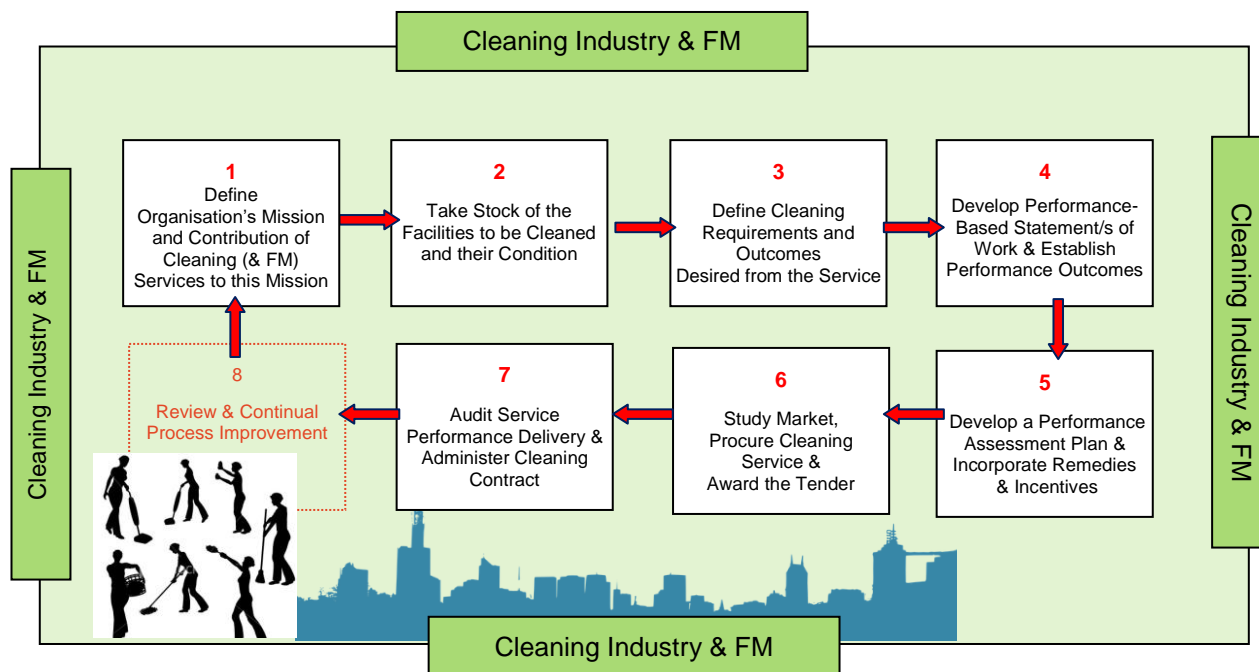 Cleaning Industry & FM
Cleaning Industry & FM
1
Define
Organisation’s Mission
and Contribution of
Cleaning (& FM)
Services to this Mission
2
Take Stock of the
Facilities to be Cleaned
and their Condition
3
Define Cleaning
Requirements and
Outcomes
Desired from the Service
4
Develop Performance-
Based Statement/s of
Work & Establish
Performance Outcomes
5
Develop a Performance
Assessment Plan &
Incorporate Remedies
& Incentives
6
Study Market,
Procure Cleaning
Service &
Award the Tender
7
Audit Service
Performance Delivery &
Administer Cleaning
Contract
8
Review & Continual
Process Improvement
Cleaning Industry & FM
Cleaning Industry & FM